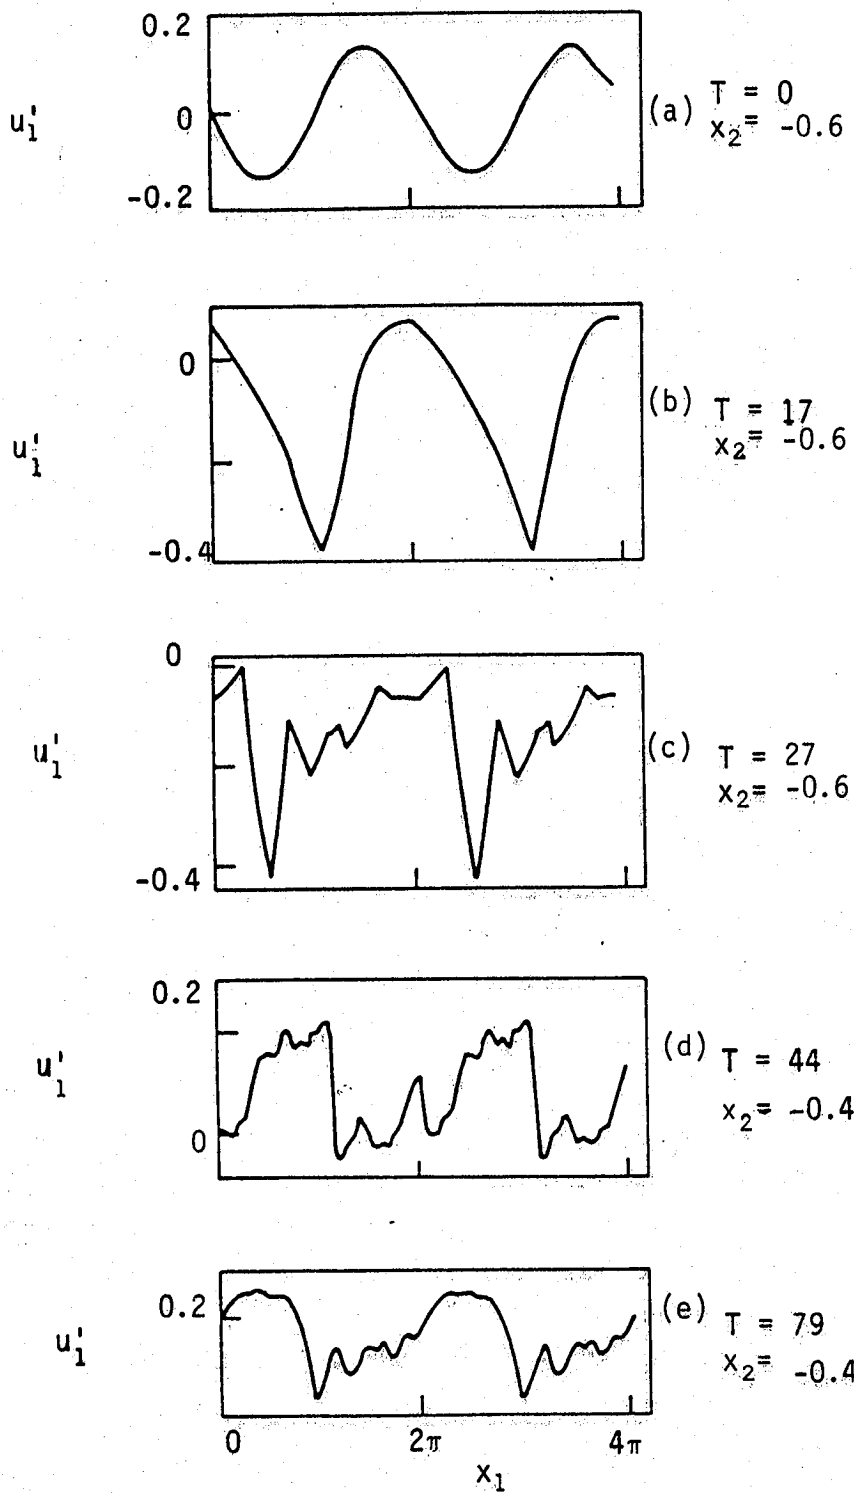 0.2
u₁'
0
-0.2
(a) T = 0
x₂= -0.6
0
u₁'
-0.4
(b) T = 17
x₂= -0.6
0
u₁'
-0.4
(c) T = 27
x₂= -0.6
0.2
u₁'
0
(d) T = 44
x₂= -0.4
0.2
u₁'
(e) T = 79
x₂= -0.4
0 2π 4π
x₁